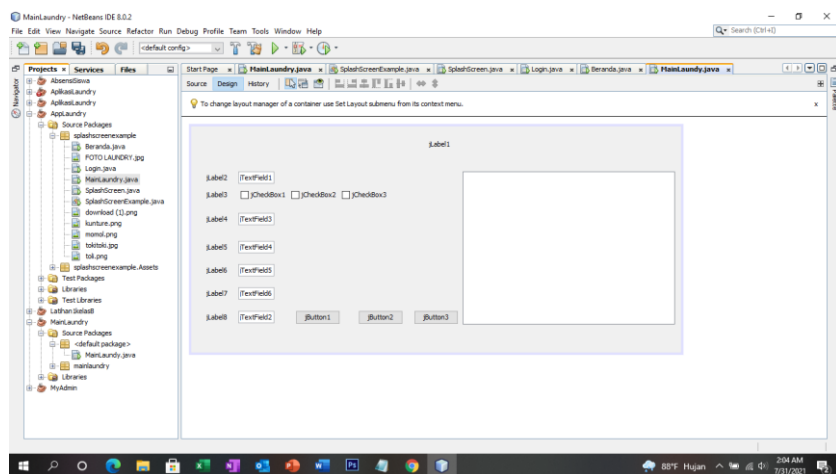 MainLaundry - NetBeans IDE 8.0.2
File Edit View Navigate Source Refactor Run Debug Profile Team Tools Window Help
Search (Ctrl+I)
<default config>
Projects × Services Files
Start Page MainLaundry.java SplashScreenExample.java SplashScreen.java Login.java Beranda.java MainLaundy.java
Navigator
Source Design History
To change layout manager of a container use Set Layout submenu from its context menu.
AbsensiSiswa
AplikasiLaundry
AplikasiLaundry
AppLaundry
Source Packages
splashscreenexample
Beranda.java
FOTO LAUNDRY.jpg
Login.java
MainLaundry.java
SplashScreen.java
SplashScreenExample.java
download (1).png
kunture.png
momol.png
tokitoki.jpg
toli.png
splashscreenexample.Assets
Test Packages
Libraries
Test Libraries
MainLaundry
Source Packages
<default package>
MainLaundy.java
mainlaundry
Libraries
MyAdmin
jLabel1
jLabel2 jTextField1
jLabel3 jCheckBox1 jCheckBox2 jCheckBox3
jLabel4 jTextField3
jLabel5 jTextField4
jLabel6 jTextField5
jLabel7 jTextField6
jLabel8 jTextField2 jButton1 jButton2 jButton3
88°F Hujan
2:04 AM
7/31/2021